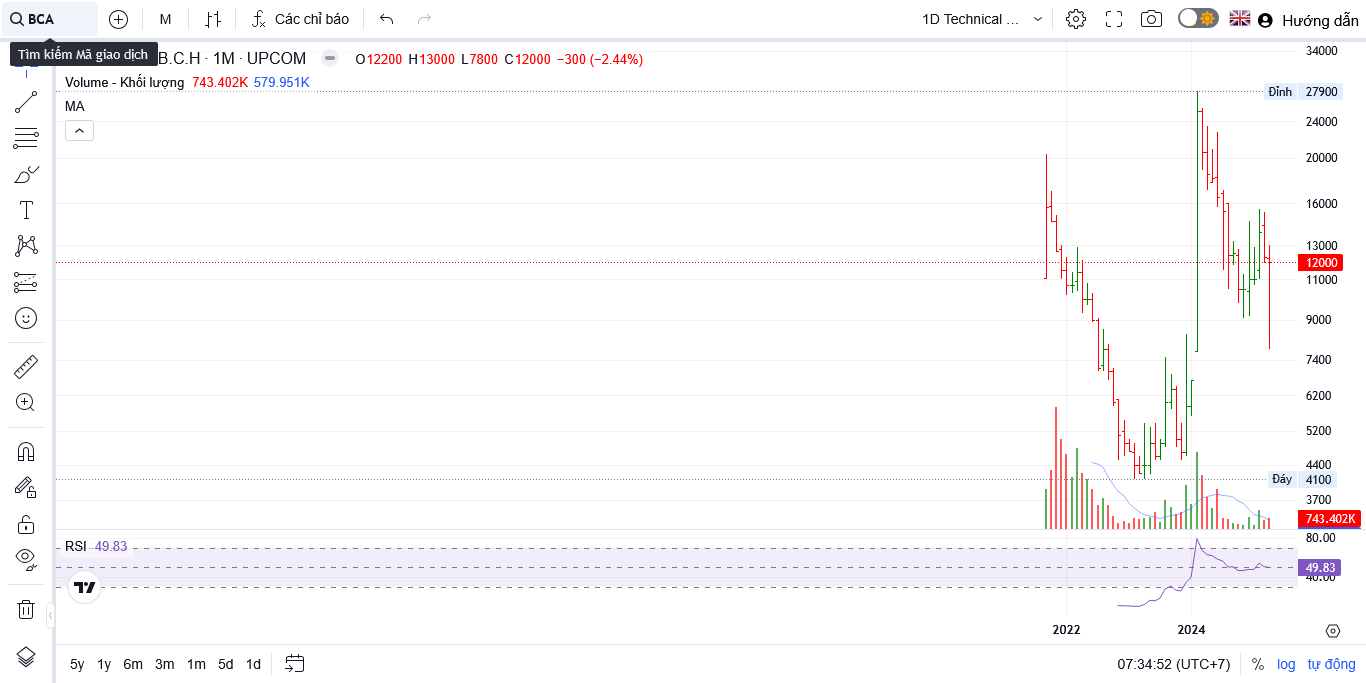 BCA
M
Các chỉ báo
1D Technical ...
Hướng dẫn
Tìm kiếm Mã giao dịch
B.C.H · 1M · UPCOM
O12200 H13000 L7800 C12000 −300 (−2.44%)
Volume - Khối lượng 743.402K 579.951K
MA
34000
Đỉnh 27900
24000
20000
16000
13000
12000
11000
9000
7400
6200
5200
4400
Đáy 4100
3700
743.402K
RSI 49.83
80.00
49.83
40.00
2022
2024
5y 1y 6m 3m 1m 5d 1d
07:34:52 (UTC+7)
%
log
tự động